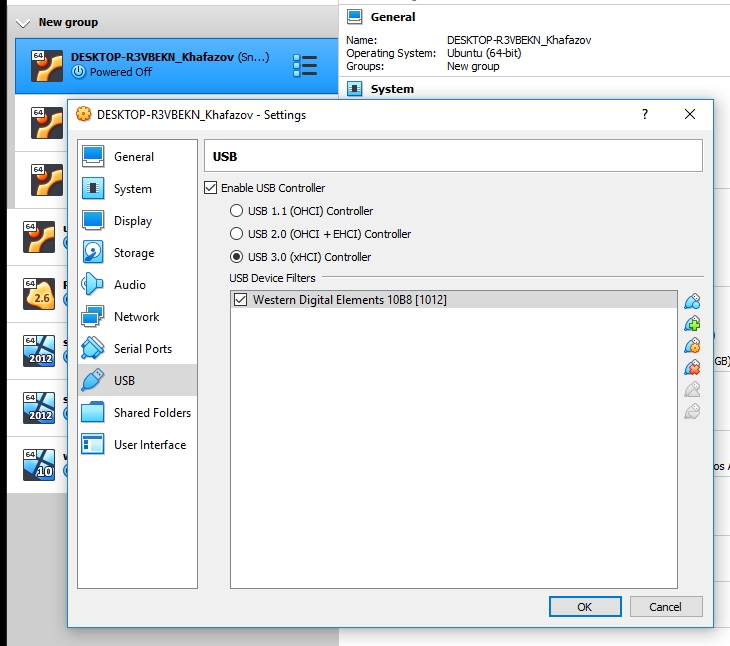 New group
DESKTOP-R3VBEKN_Khafazov (Sn...)
Powered Off
General
Name: DESKTOP-R3VBEKN_Khafazov
Operating System: Ubuntu (64-bit)
Groups: New group
System
DESKTOP-R3VBEKN_Khafazov - Settings
?
General
System
Display
Storage
Audio
Network
Serial Ports
USB
Shared Folders
User Interface
USB
Enable USB Controller
USB 1.1 (OHCI) Controller
USB 2.0 (OHCI + EHCI) Controller
USB 3.0 (xHCI) Controller
USB Device Filters
Western Digital Elements 10B8 [1012]
OK
Cancel
64
64
64
64
64
2.6
64
2012
64
2012
64
10
GB)
os